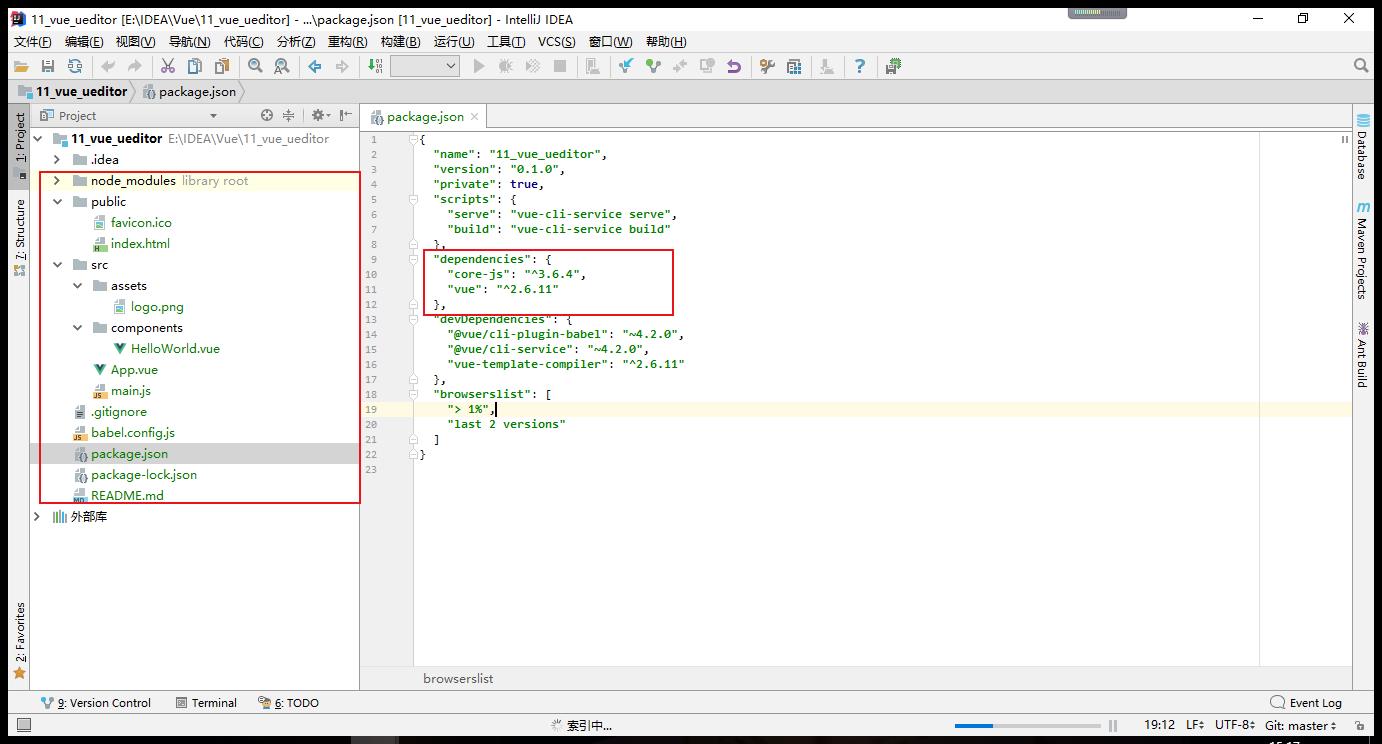 11_vue_ueditor [E:\IDEA\Vue\11_vue_ueditor] - ...\package.json [11_vue_ueditor] - IntelliJ IDEA
文件(F) 编辑(E) 视图(V) 导航(N) 代码(C) 分析(Z) 重构(R) 构建(B) 运行(U) 工具(T) VCS(S) 窗口(W) 帮助(H)
11_vue_ueditor package.json
Project
package.json
1: Project
7: Structure
2: Favorites
11_vue_ueditor E:\IDEA\Vue\11_vue_ueditor
.idea
node_modules library root
public
favicon.ico
index.html
src
assets
logo.png
components
HelloWorld.vue
App.vue
main.js
.gitignore
babel.config.js
package.json
package-lock.json
README.md
外部库
1 {
2 "name": "11_vue_ueditor",
3 "version": "0.1.0",
4 "private": true,
5 "scripts": {
6 "serve": "vue-cli-service serve",
7 "build": "vue-cli-service build"
8 },
9 "dependencies": {
10 "core-js": "^3.6.4",
11 "vue": "^2.6.11"
12 },
13 "devDependencies": {
14 "@vue/cli-plugin-babel": "~4.2.0",
15 "@vue/cli-service": "~4.2.0",
16 "vue-template-compiler": "^2.6.11"
17 },
18 "browserslist": [
19 "> 1%",
20 "last 2 versions"
21 ]
22 }
23
browserslist
Database
Maven Projects
Ant Build
9: Version Control Terminal 6: TODO Event Log
索引中... 19:12 LF UTF-8 Git: master